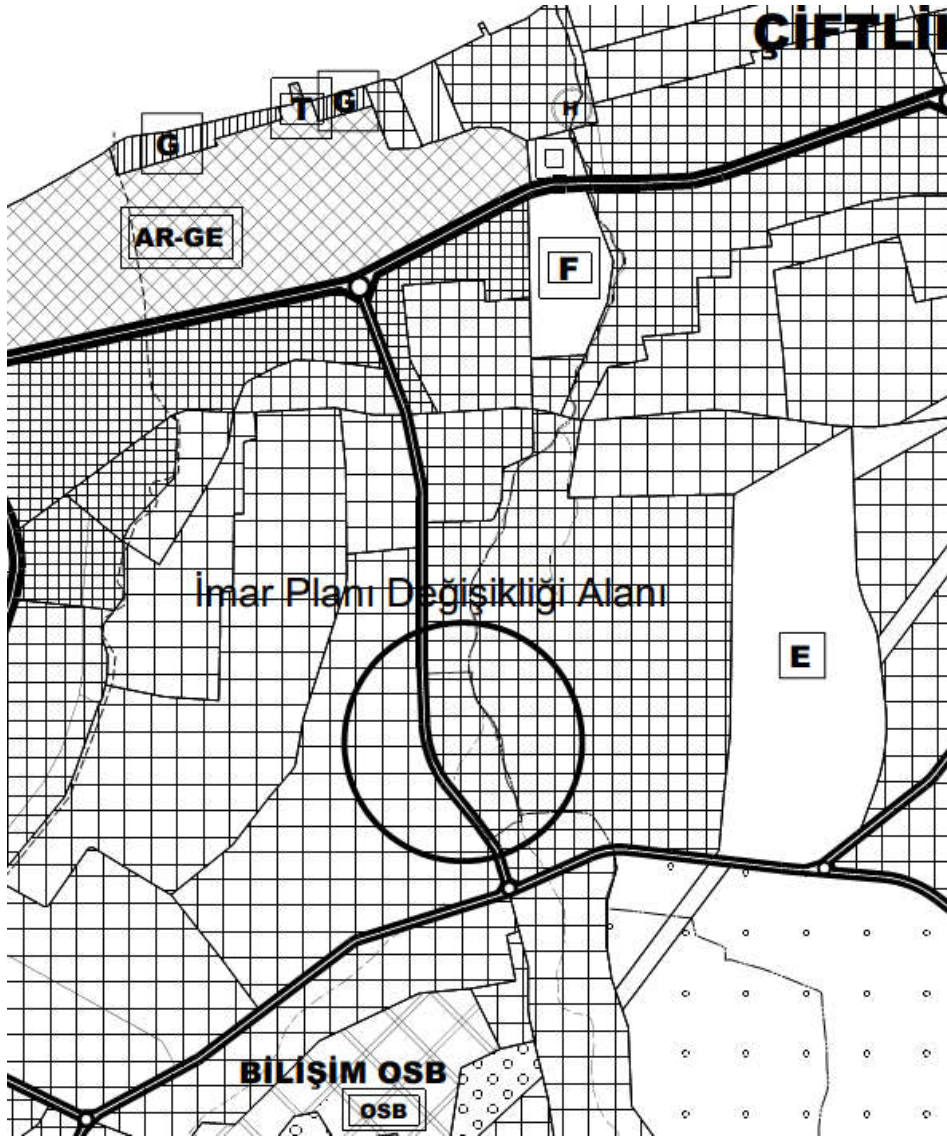 ÇİFTLİ
G
T
G
H
AR-GE
F
İmar Planı Değişikliği Alanı
E
BİLİŞİM OSB
OSB